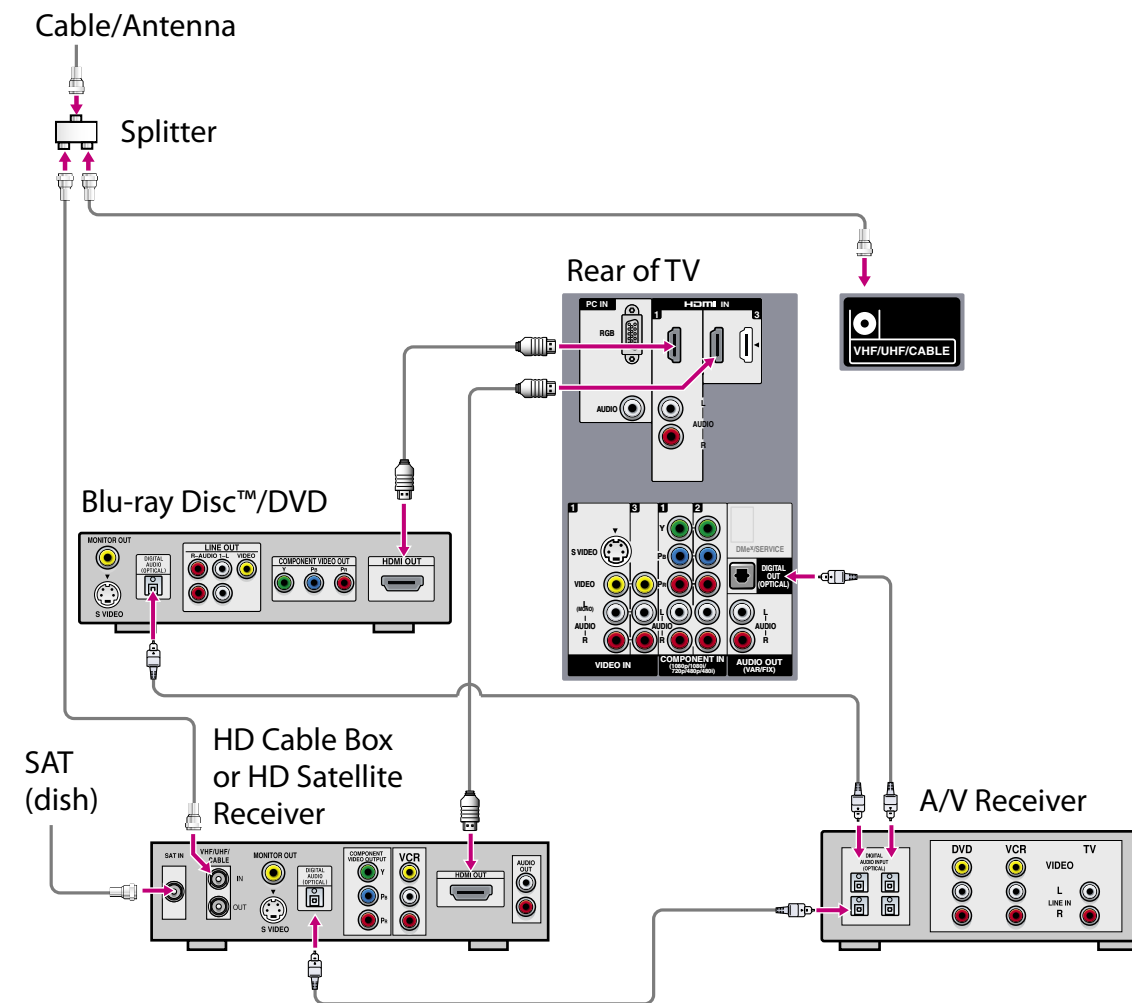 Cable/Antenna
Splitter
Rear of TV
PC IN
HDMI IN
1
3
RGB
AUDIO
L
AUDIO
R
VHF/UHF/CABLE
Blu-ray Disc™/DVD
MONITOR OUT
S VIDEO
DIGITAL
AUDIO
(OPTICAL)
LINE OUT
R–AUDIO 1–L VIDEO
COMPONENT VIDEO OUT
Y PB PR
HDMI OUT
1 3 1 2
S VIDEO
VIDEO
L
(MONO)
AUDIO
R
VIDEO IN
Y
PB
PR
L
AUDIO
R
COMPONENT IN
(1080p/1080i/
720p/480p/480i)
DMeX/SERVICE
DIGITAL
OUT
(OPTICAL)
L
AUDIO
R
AUDIO OUT
(VAR/FIX)
SAT
(dish)
HD Cable Box
or HD Satellite
Receiver
SAT IN
VHF/UHF/
CABLE
IN
OUT
MONITOR OUT
S VIDEO
DIGITAL
AUDIO
(OPTICAL)
COMPONENT
VIDEO OUTPUT
Y
PB
PR
VCR
HDMI OUT
AUDIO
OUT
A/V Receiver
DIGITAL
AUDIO INPUT
(OPTICAL)
DVD VCR TV
VIDEO
L
LINE IN
R